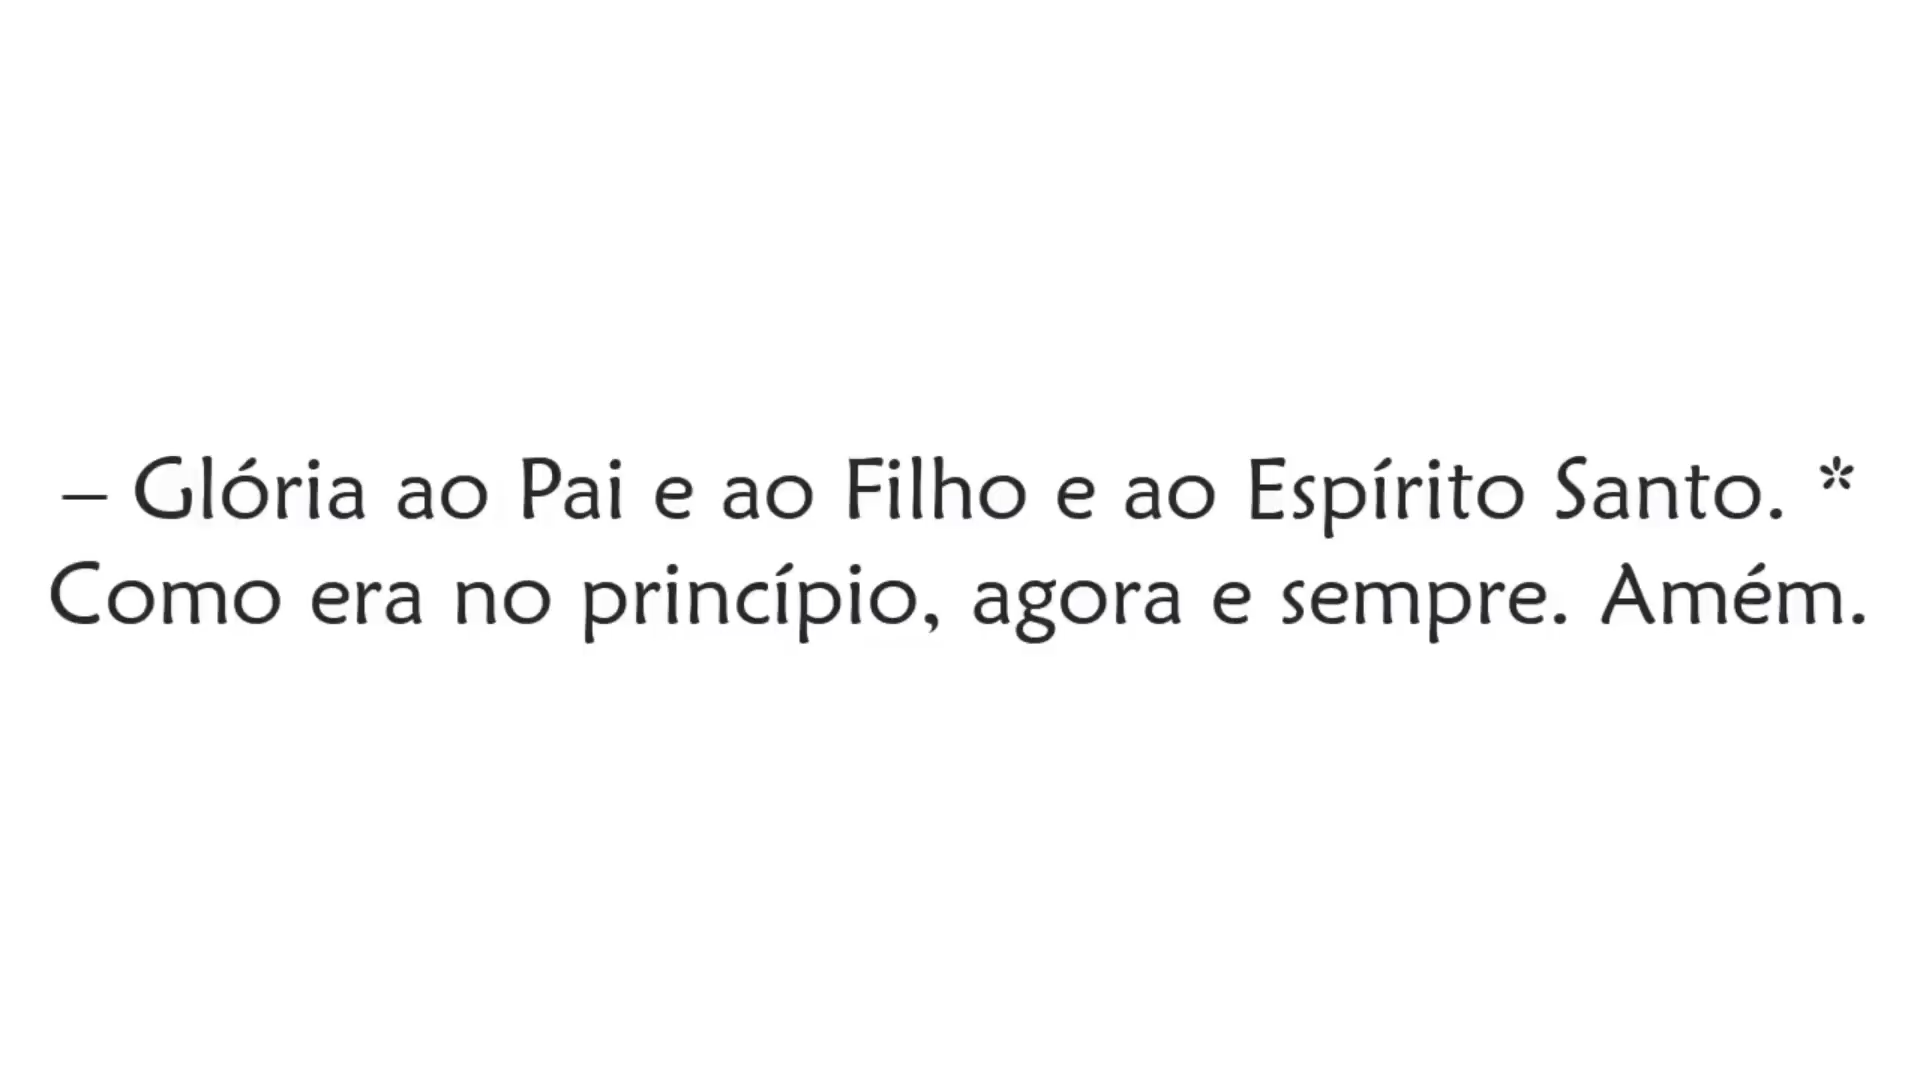 – Glória ao Pai e ao Filho e ao Espírito Santo. *
Como era no princípio, agora e sempre. Amém.